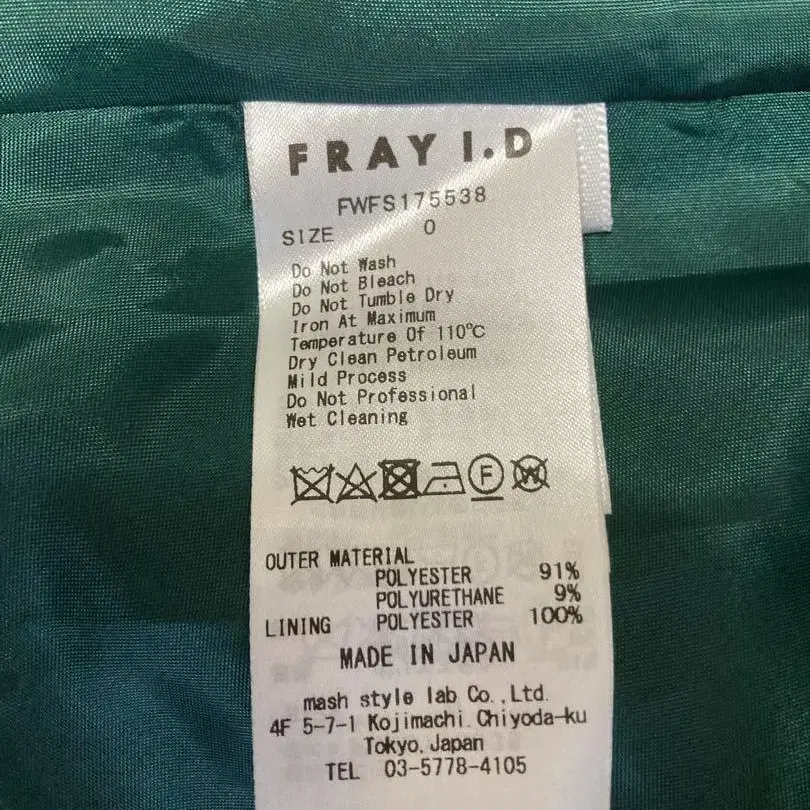 FRAY I.D
FWFS175538
SIZE 0
Do Not Wash
Do Not Bleach
Do Not Tumble Dry
Iron At Maximum
Temperature Of 110℃
Dry Clean Petroleum
Mild Process
Do Not Professional
Wet Cleaning
F W
OUTER MATERIAL
POLYESTER 91%
POLYURETHANE 9%
LINING POLYESTER 100%
MADE IN JAPAN
mash style lab Co.,Ltd.
4F 5-7-1 Kojimachi.Chiyoda-ku
Tokyo,Japan
TEL 03-5778-4105